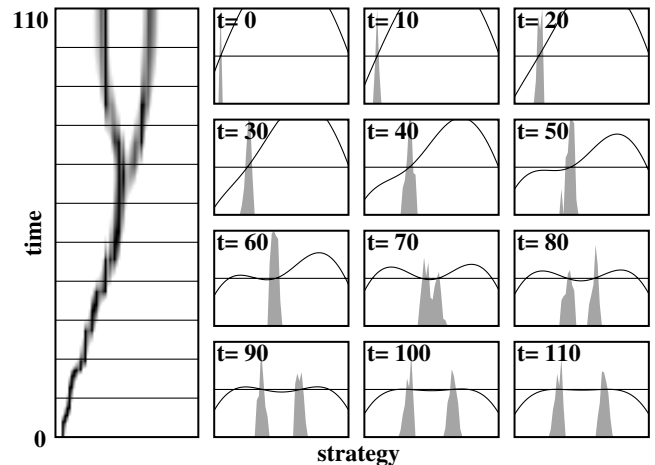 110
time
0
t= 0
t= 10
t= 20
t= 30
t= 40
t= 50
t= 60
t= 70
t= 80
t= 90
t= 100
t= 110
strategy